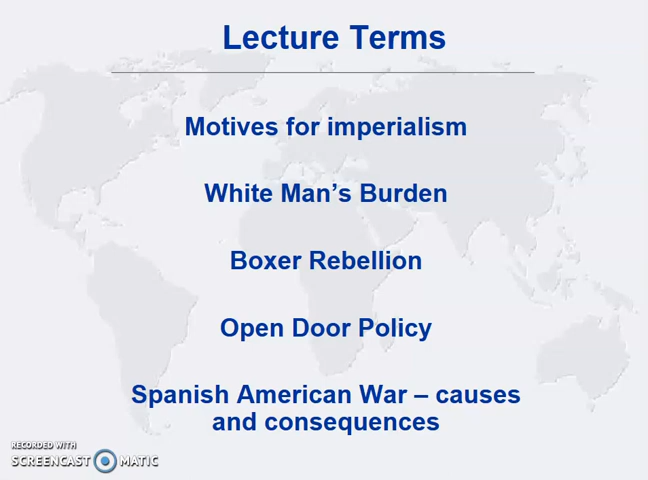 Lecture Terms
Motives for imperialism
White Man's Burden
Boxer Rebellion
Open Door Policy
Spanish American War – causes
and consequences
RECORDED WITH
SCREENCAST MATIC